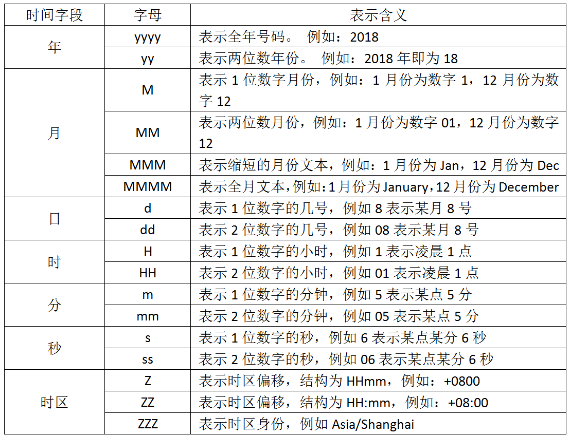 时间字段 字母 表示含义
年 yyyy 表示全年号码。 例如：2018
yy 表示两位数年份。 例如：2018 年即为 18
月 M 表示 1 位数字月份，例如：1 月份为数字 1，12 月份为数
字 12
MM 表示两位数月份，例如：1 月份为数字 01，12 月份为数字
12
MMM 表示缩短的月份文本，例如：1 月份为 Jan，12 月份为 Dec
MMMM 表示全月文本，例如：1 月份为 January，12 月份为 December
日 d 表示 1 位数字的几号，例如 8 表示某月 8 号
dd 表示 2 位数字的几号，例如 08 表示某月 8 号
时 H 表示 1 位数字的小时，例如 1 表示凌晨 1 点
HH 表示 2 位数字的小时，例如 01 表示凌晨 1 点
分 m 表示 1 位数字的分钟，例如 5 表示某点 5 分
mm 表示 2 位数字的分钟，例如 05 表示某点 5 分
秒 s 表示 1 位数字的秒，例如 6 表示某点某分 6 秒
ss 表示 2 位数字的秒，例如 06 表示某点某分 6 秒
时区 Z 表示时区偏移，结构为 HHmm，例如：+0800
ZZ 表示时区偏移，结构为 HH:mm，例如：+08:00
ZZZ 表示时区身份，例如 Asia/Shanghai